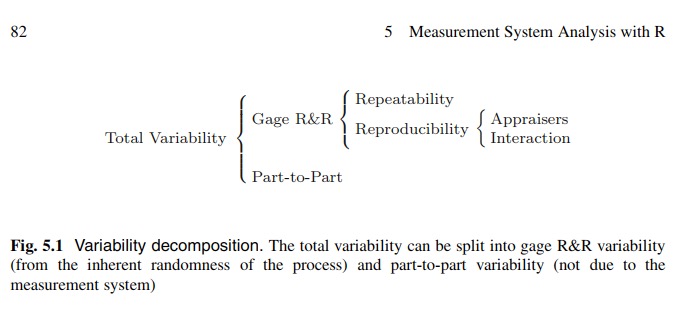 82
5 Measurement System Analysis with R
Repeatability
Gage R&R
Reproducibility
Appraisers
Interaction
Total Variability
Part-to-Part
Fig. 5.1 Variability decomposition. The total variability can be split into gage R&R variability
(from the inherent randomness of the process) and part-to-part variability (not due to the
measurement system)